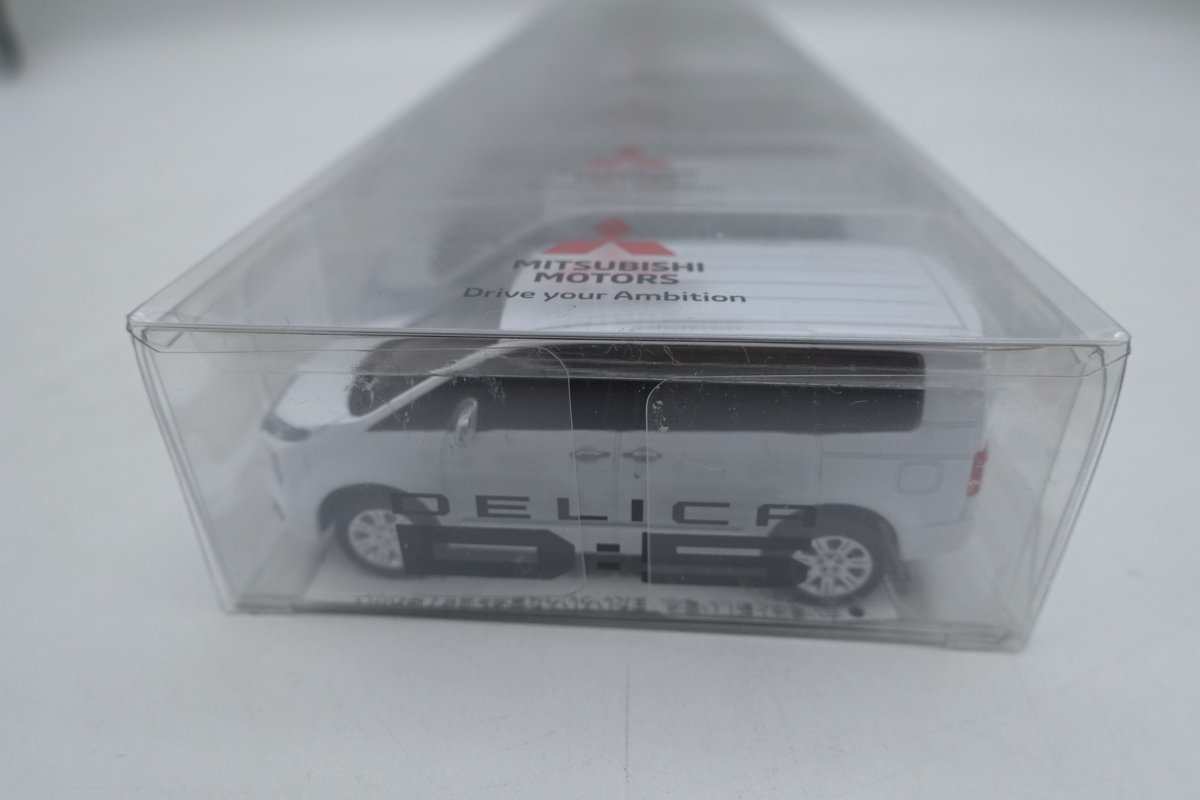 MITSUBISHI
MOTORS
Drive your Ambition
DELICA
D:5